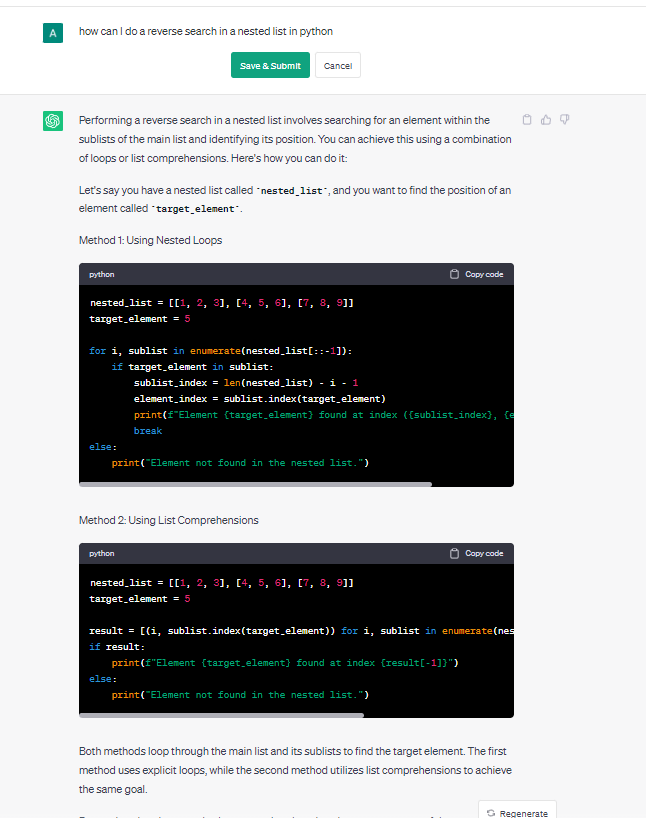 A
how can I do a reverse search in a nested list in python
Save & Submit
Cancel
Performing a reverse search in a nested list involves searching for an element within the
sublists of the main list and identifying its position. You can achieve this using a combination
of loops or list comprehensions. Here's how you can do it:
Let's say you have a nested list called `nested_list`, and you want to find the position of an
element called `target_element`.
Method 1: Using Nested Loops
python
Copy code
nested_list = [[1, 2, 3], [4, 5, 6], [7, 8, 9]]
target_element = 5
for i, sublist in enumerate(nested_list[::-1]):
    if target_element in sublist:
        sublist_index = len(nested_list) - i - 1
        element_index = sublist.index(target_element)
        print(f"Element {target_element} found at index ({sublist_index}, {e
        break
else:
    print("Element not found in the nested list.")
Method 2: Using List Comprehensions
python
Copy code
nested_list = [[1, 2, 3], [4, 5, 6], [7, 8, 9]]
target_element = 5
result = [(i, sublist.index(target_element)) for i, sublist in enumerate(nes
if result:
    print(f"Element {target_element} found at index {result[-1]}")
else:
    print("Element not found in the nested list.")
Both methods loop through the main list and its sublists to find the target element. The first
method uses explicit loops, while the second method utilizes list comprehensions to achieve
the same goal.
Regenerate